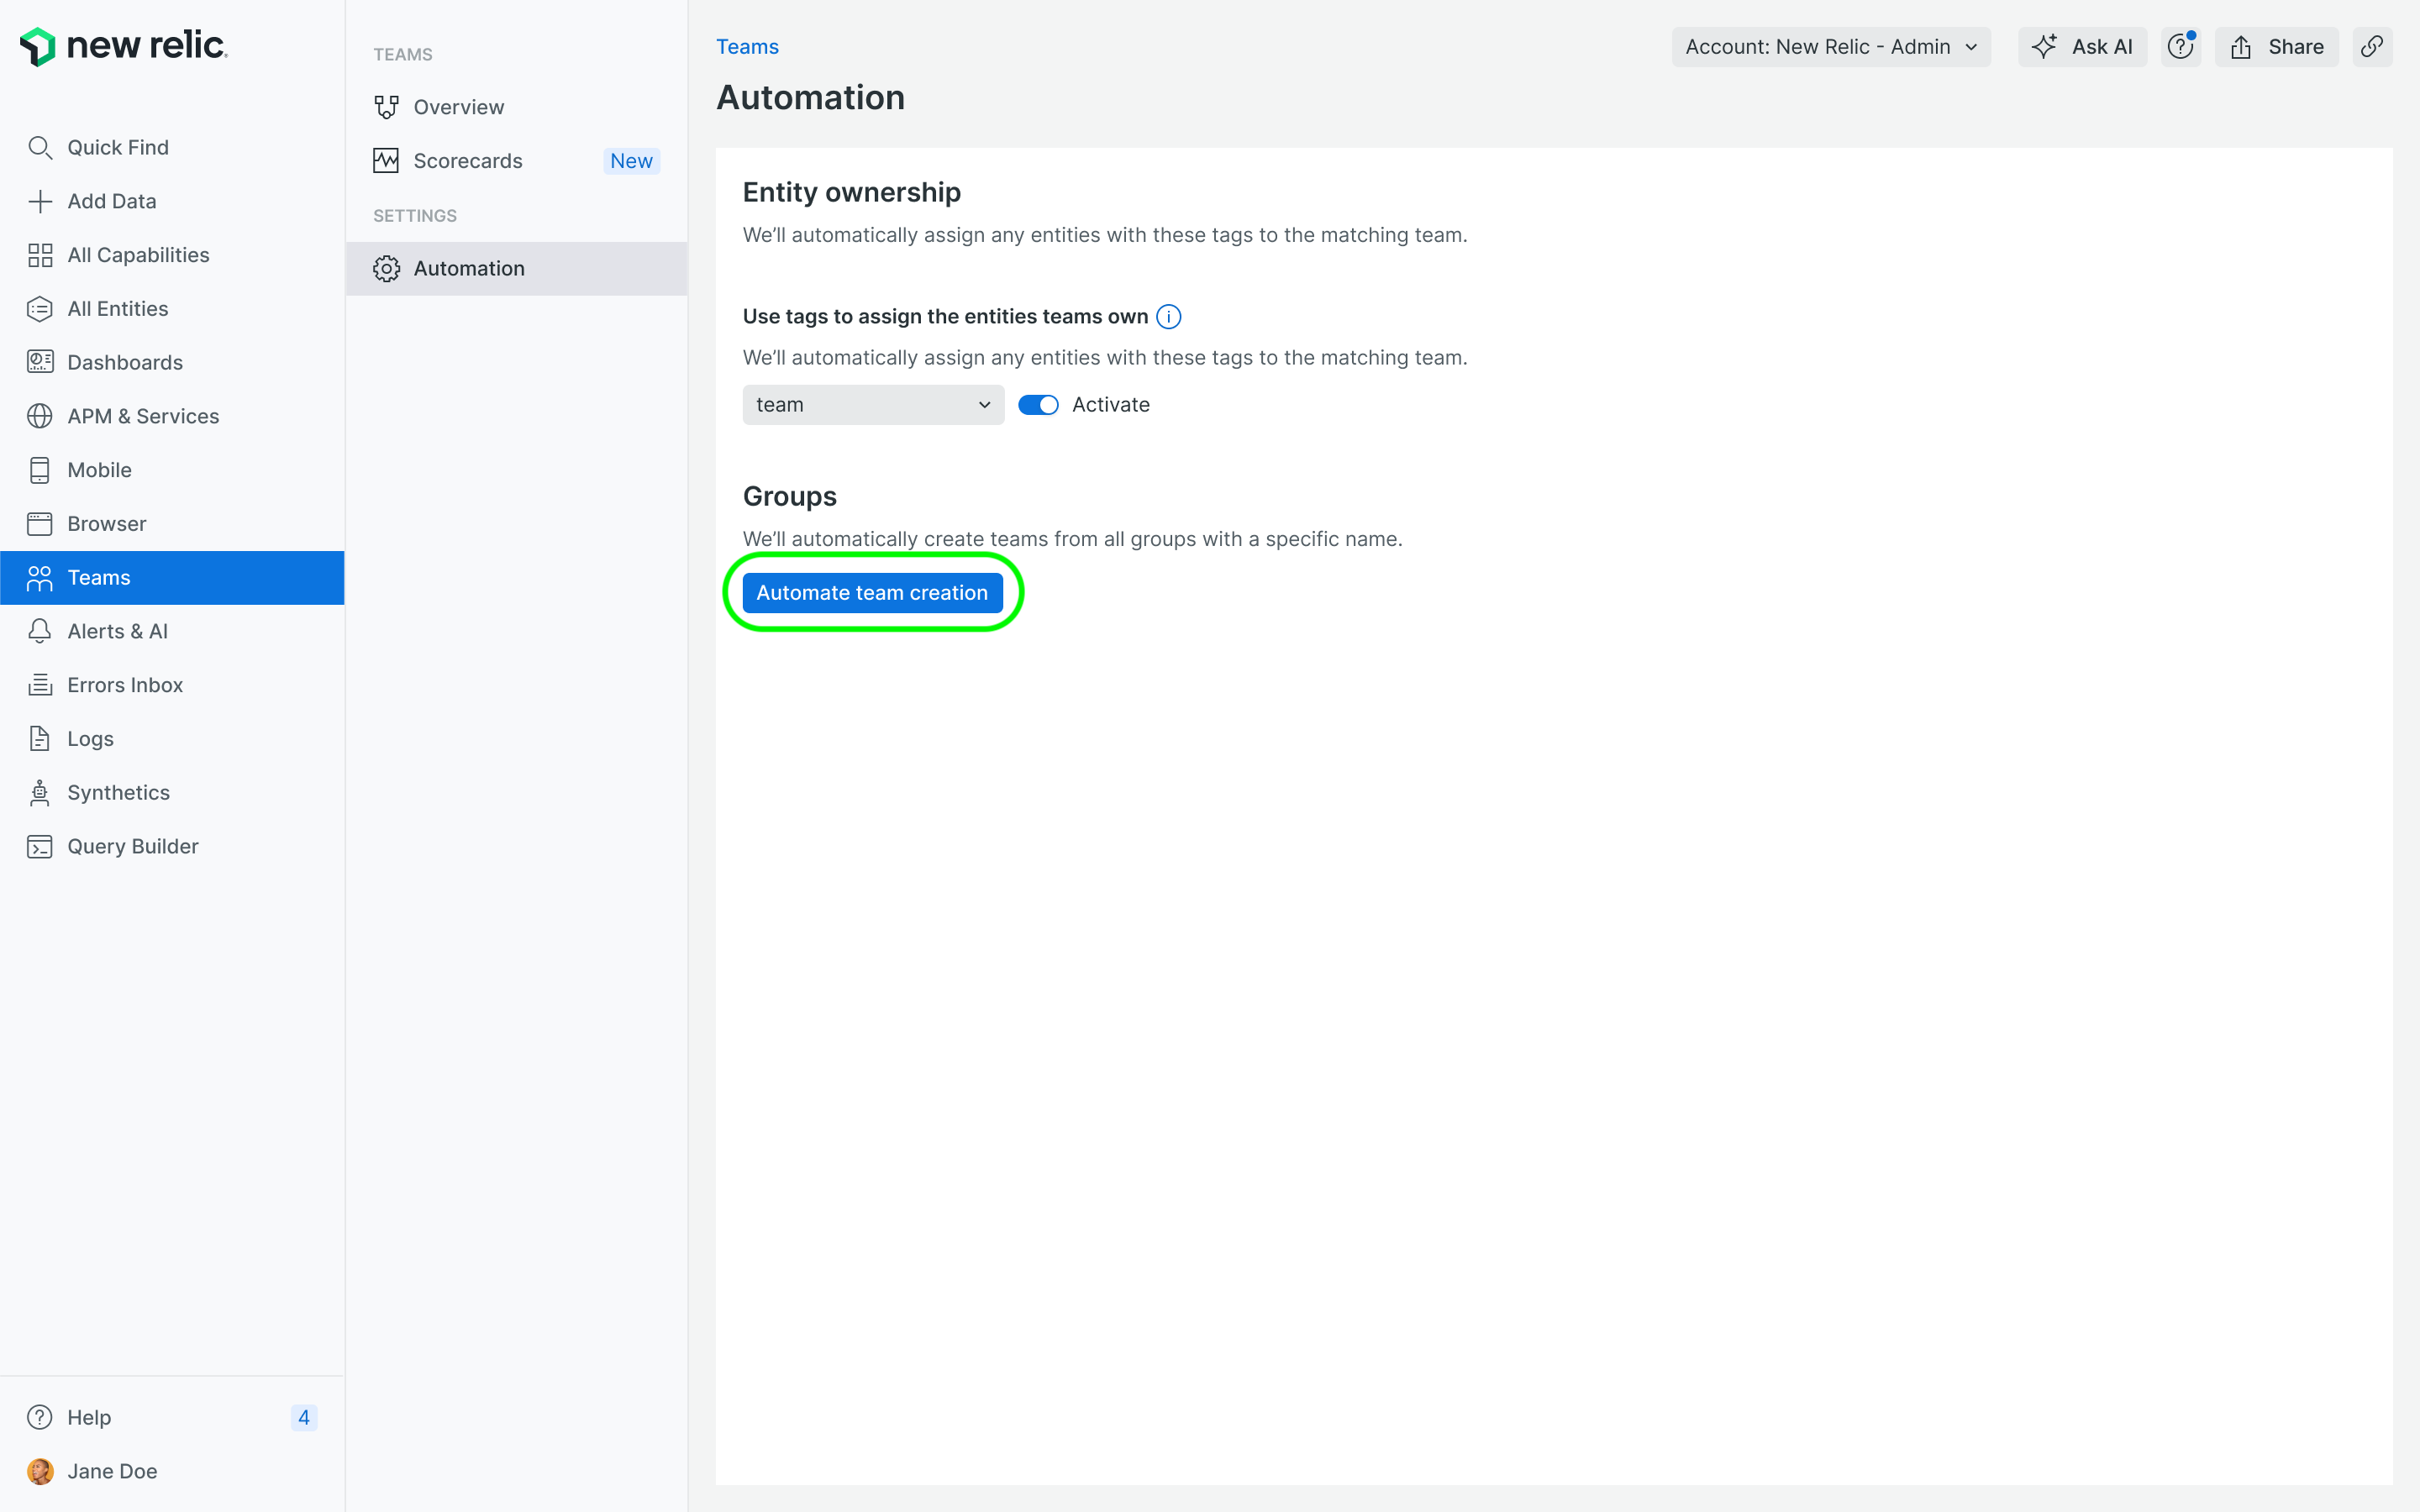 new relic.
Quick Find
Add Data
All Capabilities
All Entities
Dashboards
APM & Services
Mobile
Browser
Teams
Alerts & AI
Errors Inbox
Logs
Synthetics
Query Builder
Help 4
Jane Doe
TEAMS
Overview
Scorecards New
SETTINGS
Automation
Teams
Account: New Relic - Admin Ask AI Share
Automation
Entity ownership
We’ll automatically assign any entities with these tags to the matching team.
Use tags to assign the entities teams own
We’ll automatically assign any entities with these tags to the matching team.
team Activate
Groups
We’ll automatically create teams from all groups with a specific name.
Automate team creation